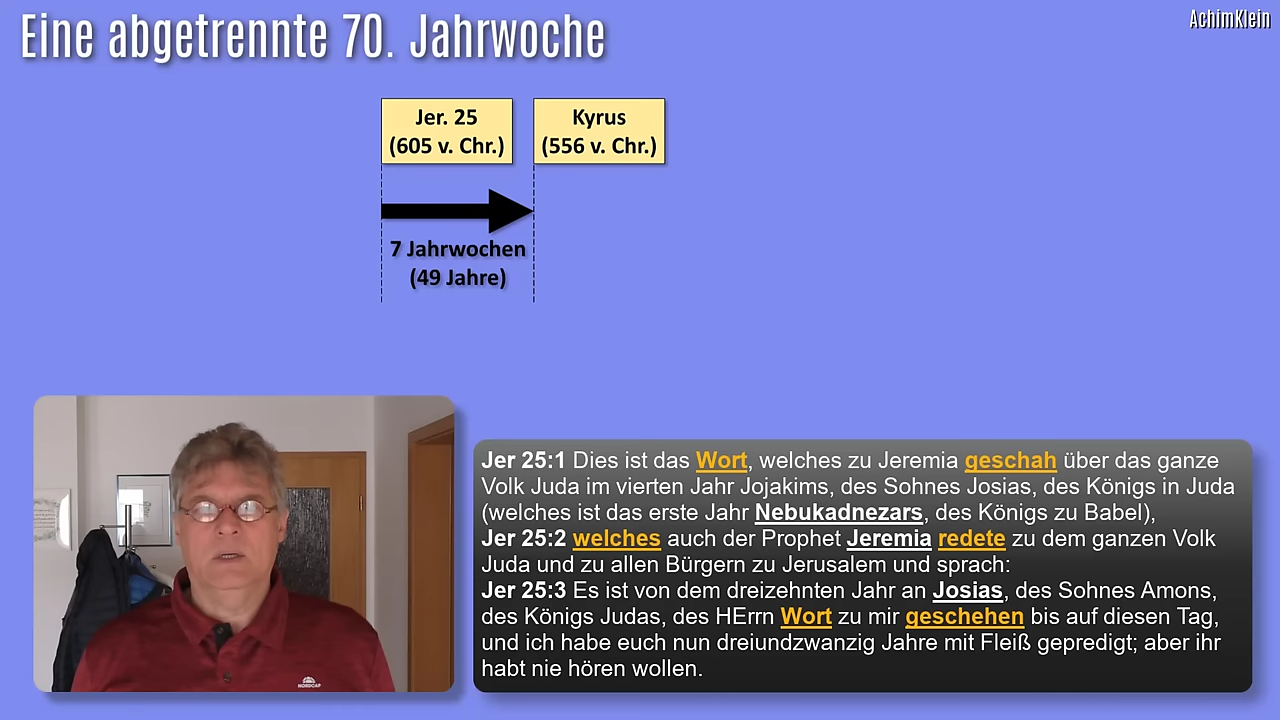 Eine abgetrennte 70. Jahrwoche
AchimKlein
Jer. 25
(605 v. Chr.)
Kyrus
(556 v. Chr.)
7 Jahrwochen
(49 Jahre)
Jer 25:1 Dies ist das Wort, welches zu Jeremia geschah über das ganze
Volk Juda im vierten Jahr Jojakims, des Sohnes Josias, des Königs in Juda
(welches ist das erste Jahr Nebukadnezars, des Königs zu Babel),
Jer 25:2 welches auch der Prophet Jeremia redete zu dem ganzen Volk
Juda und zu allen Bürgern zu Jerusalem und sprach:
Jer 25:3 Es ist von dem dreizehnten Jahr an Josias, des Sohnes Amons,
des Königs Judas, des HErrn Wort zu mir geschehen bis auf diesen Tag,
und ich habe euch nun dreiundzwanzig Jahre mit Fleiß gepredigt; aber ihr
habt nie hören wollen.
NORDCAP